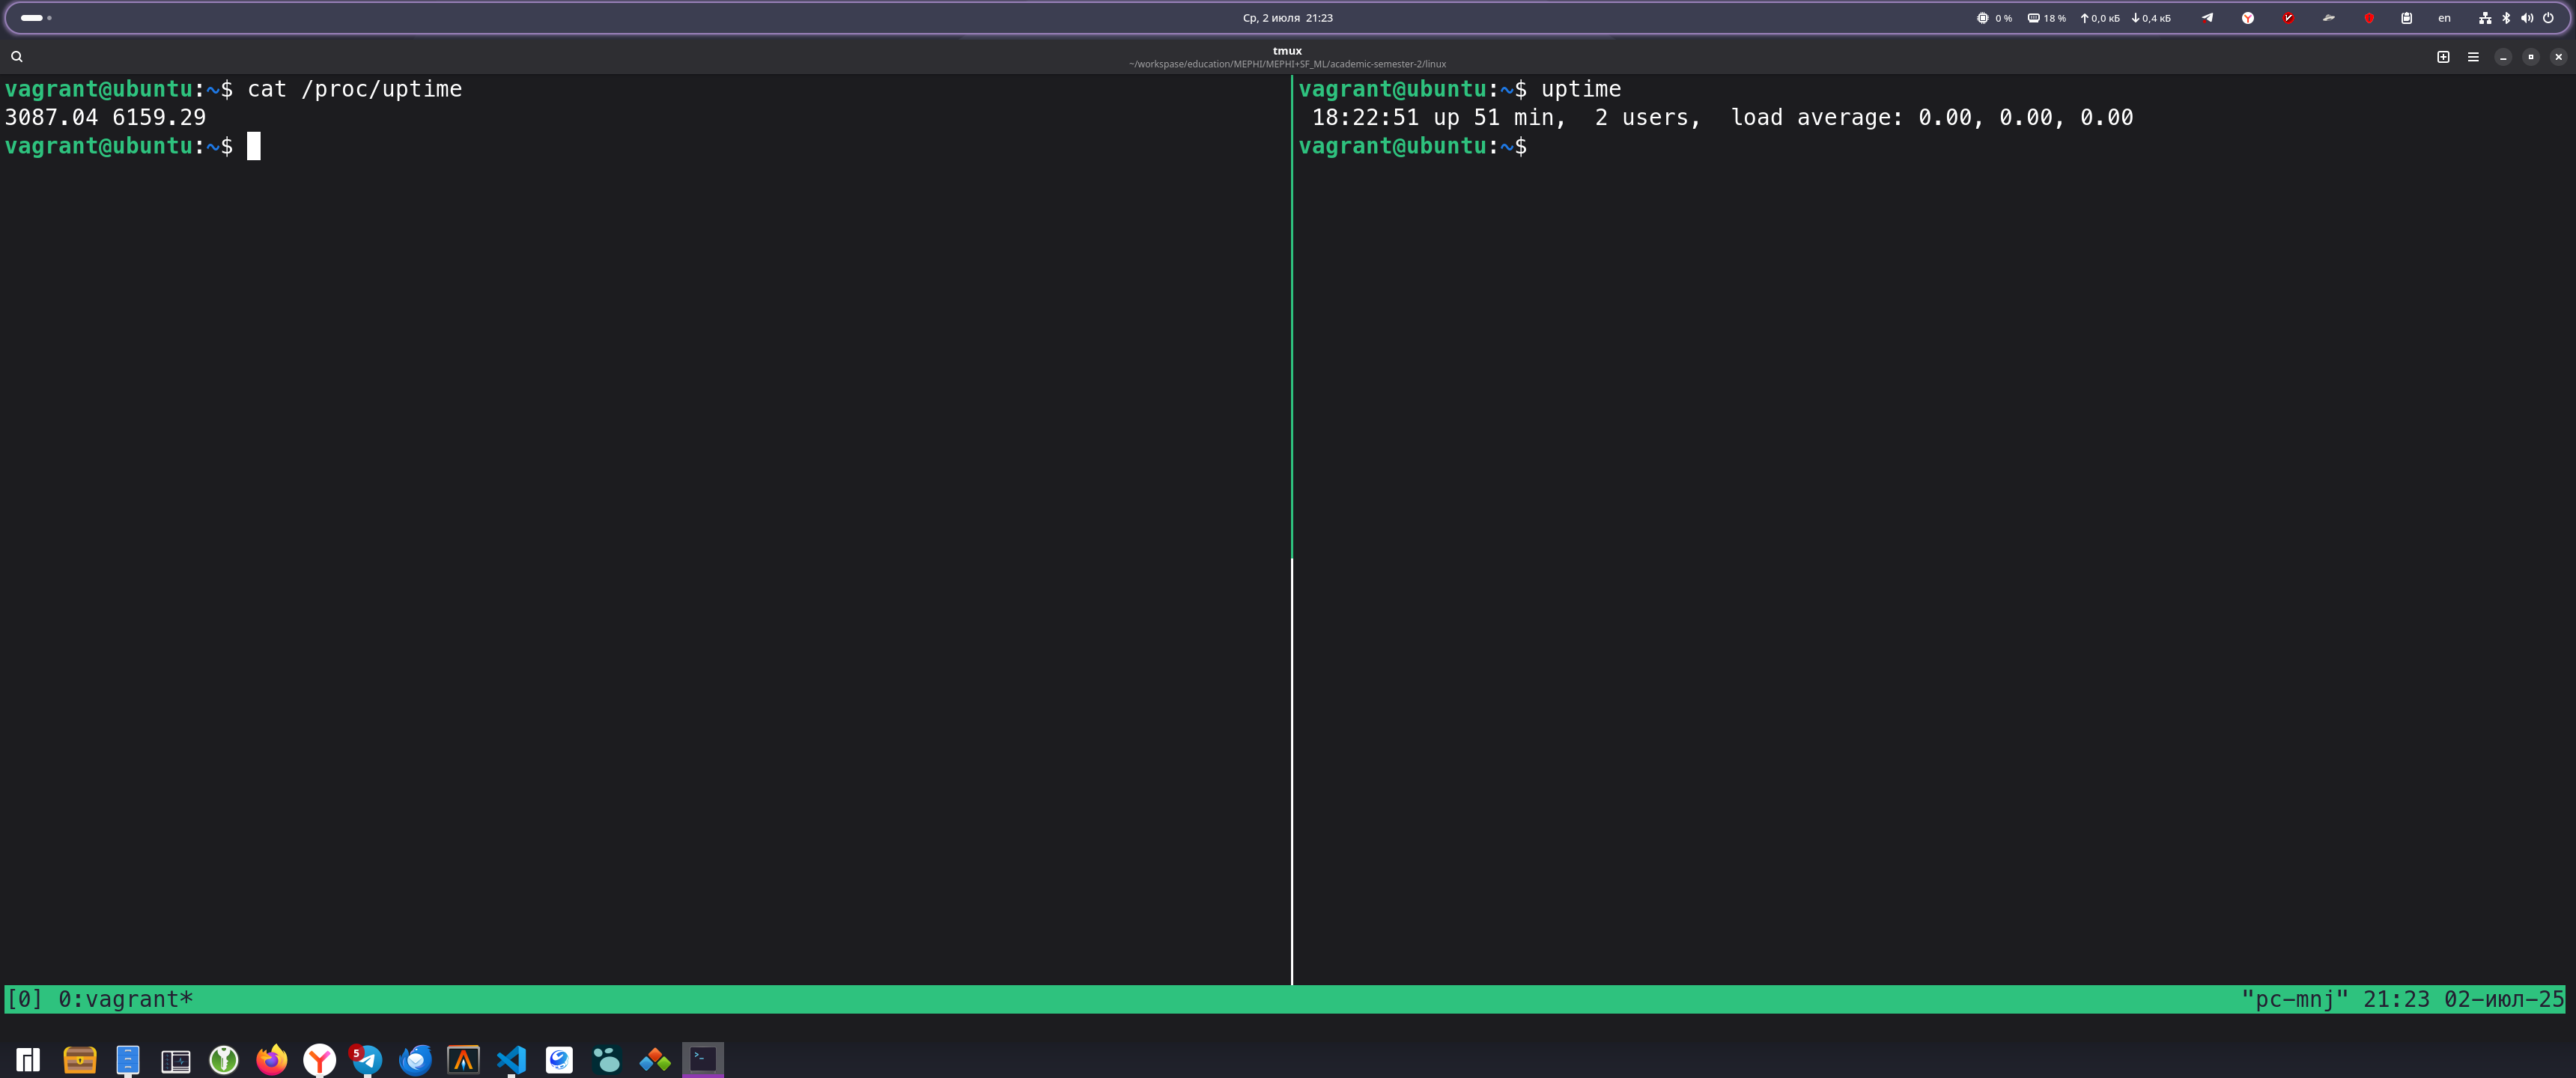 Ср, 2 июля 21:23
0 % 18 % 0,0 кБ 0,4 кБ en
tmux
~/workspase/education/MEPHI/MEPHI+SF_ML/academic-semester-2/linux
vagrant@ubuntu:~$ cat /proc/uptime
3087.04 6159.29
vagrant@ubuntu:~$
vagrant@ubuntu:~$ uptime
18:22:51 up 51 min,  2 users,  load average: 0.00, 0.00, 0.00
vagrant@ubuntu:~$
[0] 0:vagrant*
"pc-mnj" 21:23 02-июл-25
5